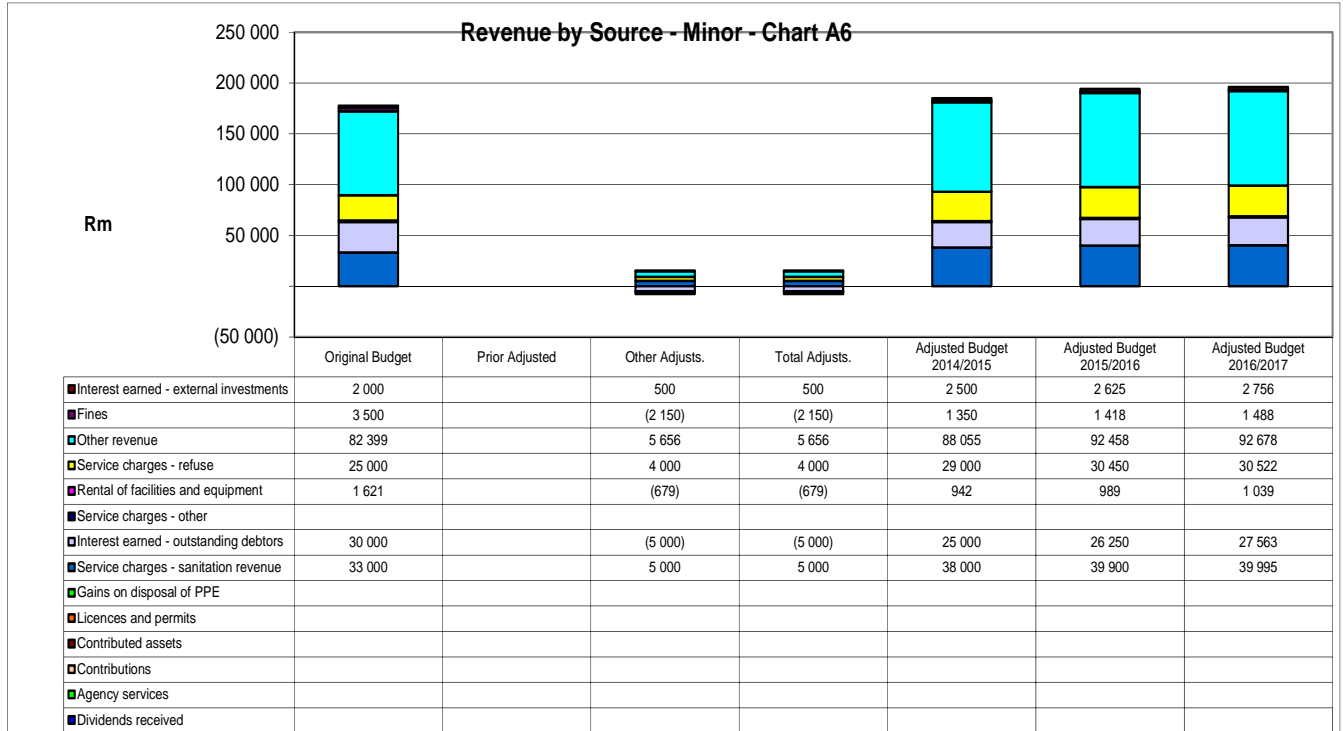 Revenue by Source - Minor - Chart A6
250 000
200 000
150 000
100 000
50 000
(50 000)
Rm
Original Budget Prior Adjusted Other Adjusts. Total Adjusts. Adjusted Budget 2014/2015 Adjusted Budget 2015/2016 Adjusted Budget 2016/2017
Interest earned - external investments 2 000 500 500 2 500 2 625 2 756
Fines 3 500 (2 150) (2 150) 1 350 1 418 1 488
Other revenue 82 399 5 656 5 656 88 055 92 458 92 678
Service charges - refuse 25 000 4 000 4 000 29 000 30 450 30 522
Rental of facilities and equipment 1 621 (679) (679) 942 989 1 039
Service charges - other
Interest earned - outstanding debtors 30 000 (5 000) (5 000) 25 000 26 250 27 563
Service charges - sanitation revenue 33 000 5 000 5 000 38 000 39 900 39 995
Gains on disposal of PPE
Licences and permits
Contributed assets
Contributions
Agency services
Dividends received